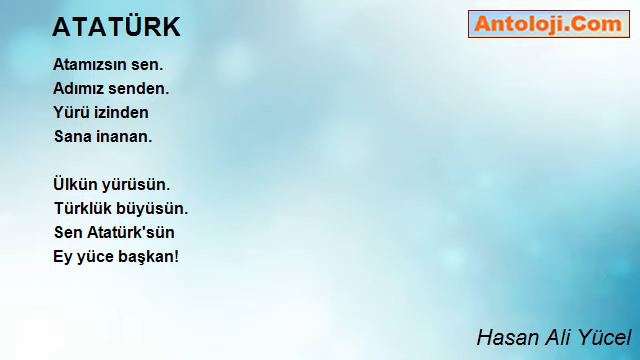 ATATÜRK
Antoloji.Com
Atamızsın sen.
Adımız senden.
Yürü izinden
Sana inanan.
Ülkün yürüsün.
Türklük büyüsün.
Sen Atatürk'sün
Ey yüce başkan!
Hasan Ali Yücel